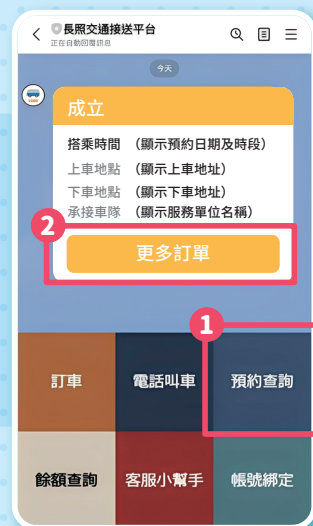 長照交通接送平台
正在自動回覆訊息
今天
成立
搭乘時間 (顯示預約日期及時段)
上車地點 (顯示上車地址)
下車地點 (顯示下車地址)
承接車隊 (顯示服務單位名稱)
2
更多訂單
1
訂車 電話叫車 預約查詢
餘額查詢 客服小幫手 帳號綁定